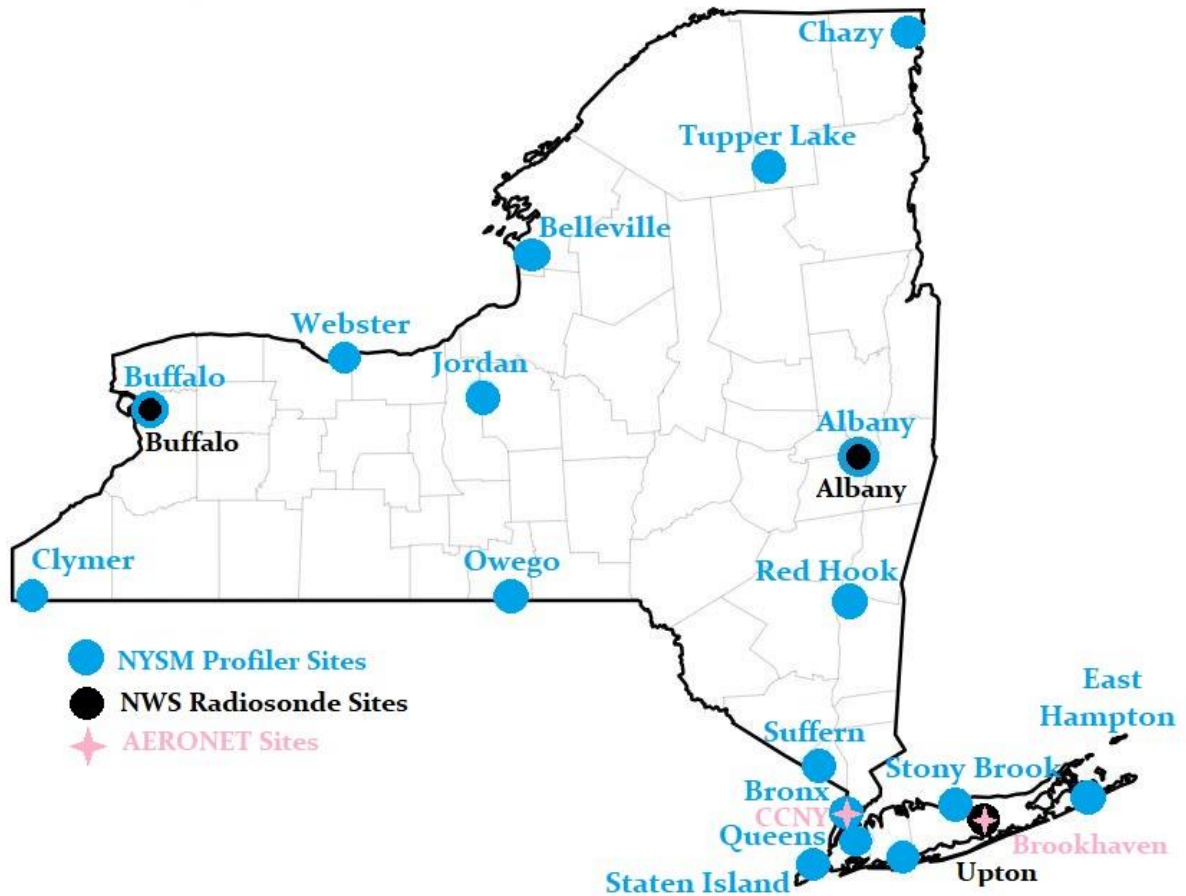 Chazy
Tupper Lake
Belleville
Webster
Jordan
Buffalo
Buffalo
Albany
Albany
Clymer
Owego
Red Hook
NYSM Profiler Sites
NWS Radiosonde Sites
AERONET Sites
East
Hampton
Suffern
Stony Brook
Bronx
CCNY
Queens
Brookhaven
Upton
Staten Island